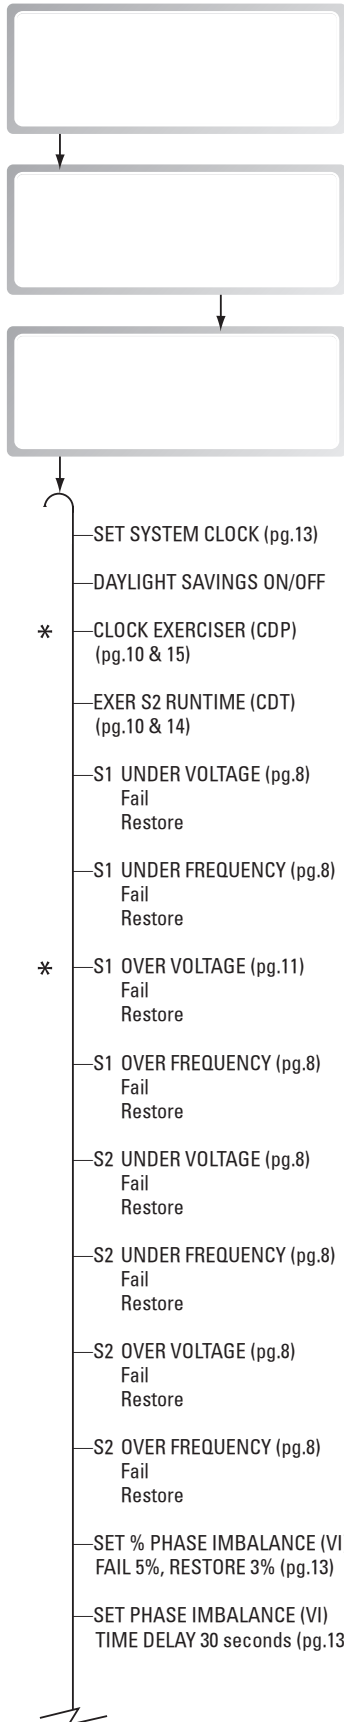 SET SYSTEM CLOCK (pg.13)
DAYLIGHT SAVINGS ON/OFF
* CLOCK EXERCISER (CDP)
(pg.10 & 15)
EXER S2 RUNTIME (CDT)
(pg.10 & 14)
S1 UNDER VOLTAGE (pg.8)
Fail
Restore
S1 UNDER FREQUENCY (pg.8)
Fail
Restore
* S1 OVER VOLTAGE (pg.11)
Fail
Restore
S1 OVER FREQUENCY (pg.8)
Fail
Restore
S2 UNDER VOLTAGE (pg.8)
Fail
Restore
S2 UNDER FREQUENCY (pg.8)
Fail
Restore
S2 OVER VOLTAGE (pg.8)
Fail
Restore
S2 OVER FREQUENCY (pg.8)
Fail
Restore
SET % PHASE IMBALANCE (VI
FAIL 5%, RESTORE 3% (pg.13)
SET PHASE IMBALANCE (VI)
TIME DELAY 30 seconds (pg.13